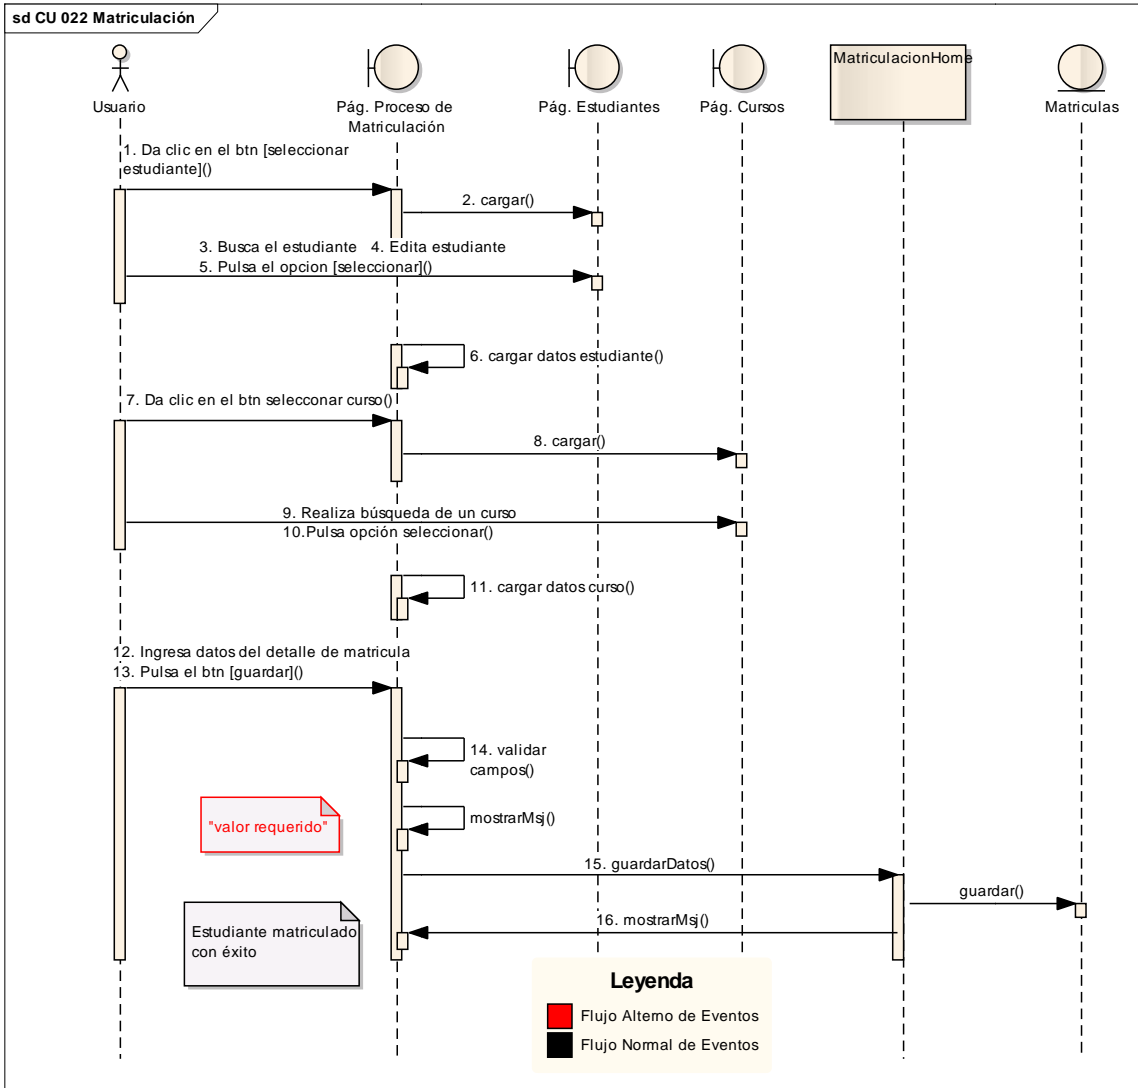 sd CU 022 Matriculación
Usuario
Pág. Proceso de
Matriculación
Pág. Estudiantes
Pág. Cursos
MatriculacionHome
Matriculas
1. Da clic en el btn [seleccionar
estudiante]()
2. cargar()
3. Busca el estudiante   4. Edita estudiante
5. Pulsa el opcion [seleccionar]()
6. cargar datos estudiante()
7. Da clic en el btn selecconar curso()
8. cargar()
9. Realiza búsqueda de un curso
10.Pulsa opción seleccionar()
11. cargar datos curso()
12. Ingresa datos del detalle de matricula
13. Pulsa el btn [guardar]()
14. validar
campos()
"valor requerido"
mostrarMsj()
15. guardarDatos()
guardar()
16. mostrarMsj()
Estudiante matriculado
con éxito
Leyenda
Flujo Alterno de Eventos
Flujo Normal de Eventos